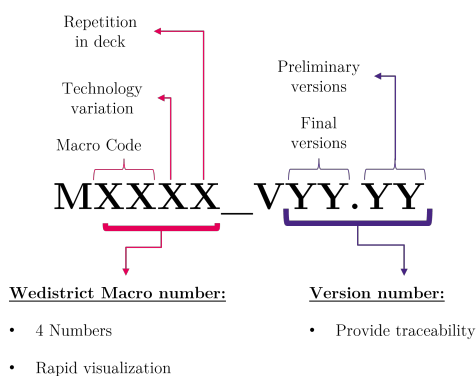 Repetition
in deck
Preliminary
versions
Technology
variation
Final
versions
Macro Code
MXXXX_VYY.YY
Wedistrict Macro number:
Version number:
• 4 Numbers
• Provide traceability
• Rapid visualization